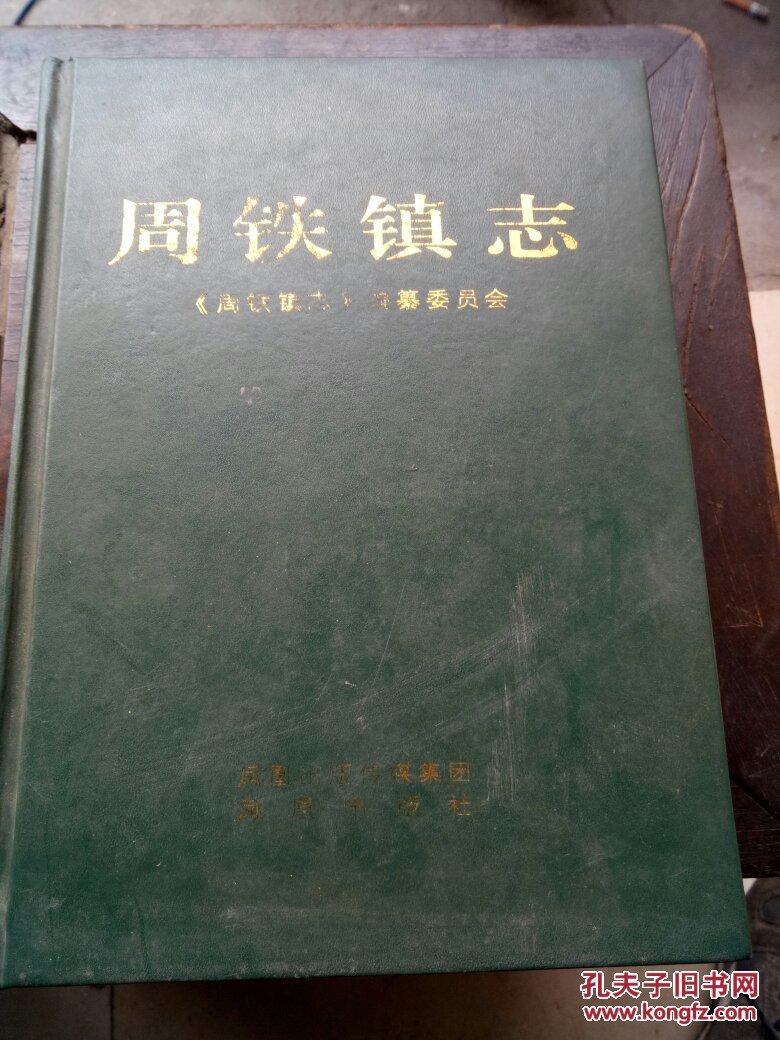 周铁镇志
《周铁镇志》编纂委员会
凤凰出版传媒集团
凤凰出版社
孔夫子旧书网
www.kongfz.com